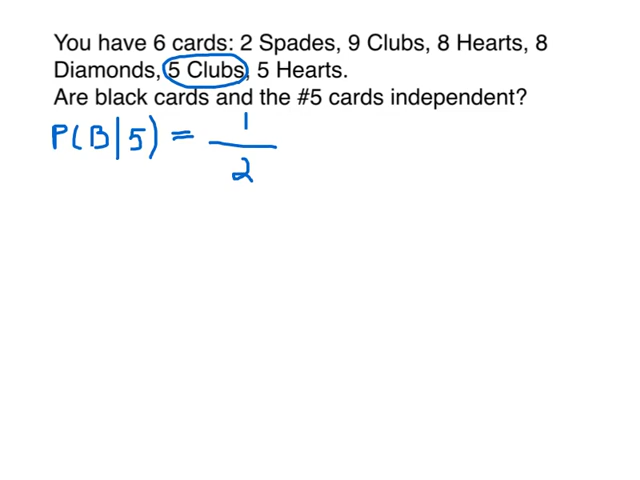 You have 6 cards: 2 Spades, 9 Clubs, 8 Hearts, 8
Diamonds, 5 Clubs, 5 Hearts.
Are black cards and the #5 cards independent?
P(B|5) = 1/2